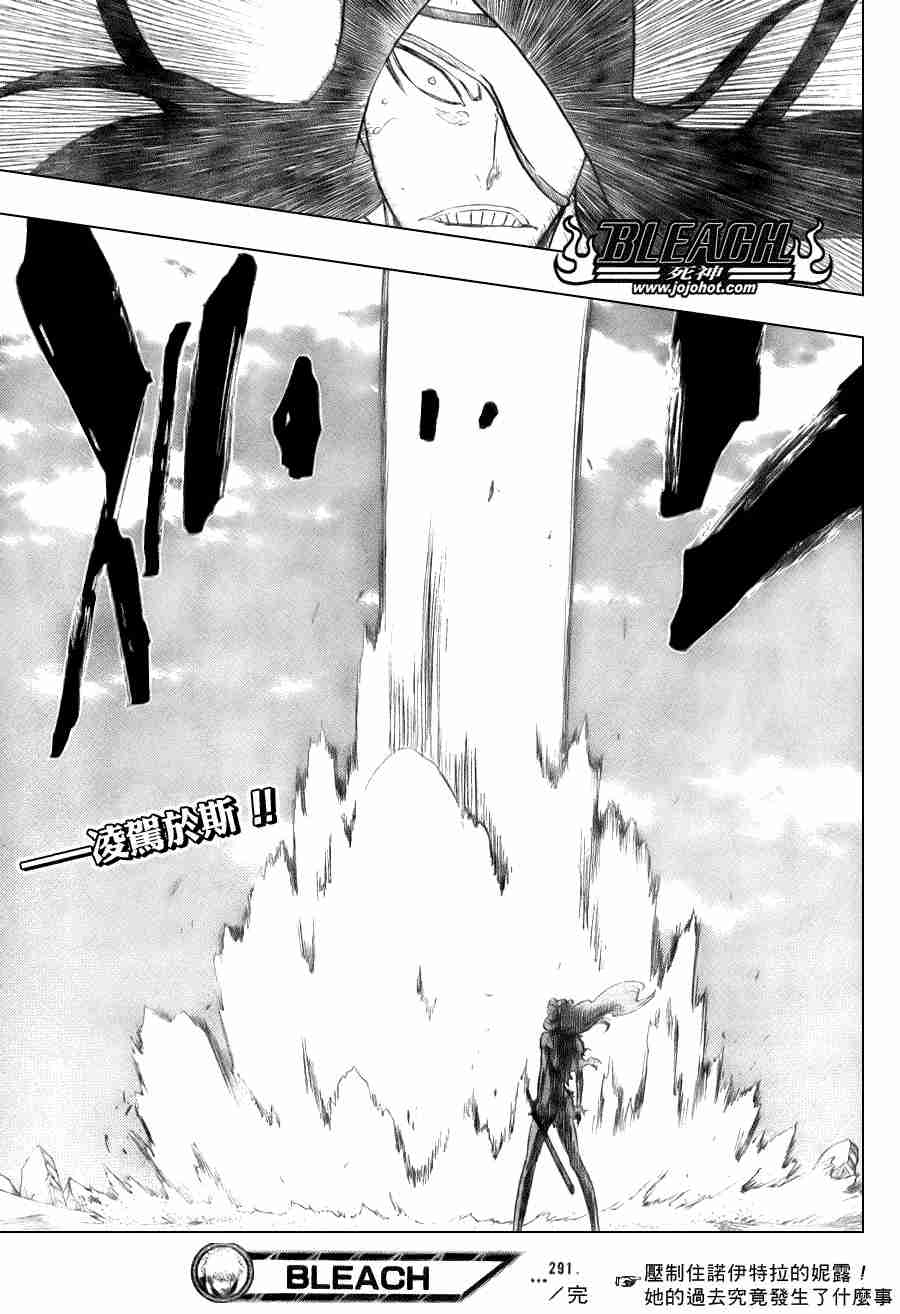 BLEACH
死神
www.jojohot.com
——凌駕於斯!!
BLEACH
291.
...／完
☞壓制住諾伊特拉的妮露！
她的過去究竟發生了什麼事